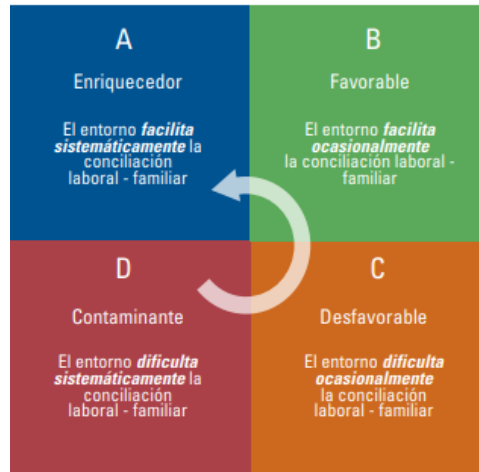 A
Enriquecedor
El entorno facilita
sistemáticamente la
conciliación
laboral - familiar
B
Favorable
El entorno facilita
ocasionalmente
la conciliación laboral -
familiar
D
Contaminante
El entorno dificulta
sistemáticamente la
conciliación
laboral - familiar
C
Desfavorable
El entorno dificulta
ocasionalmente
la conciliación
laboral - familiar